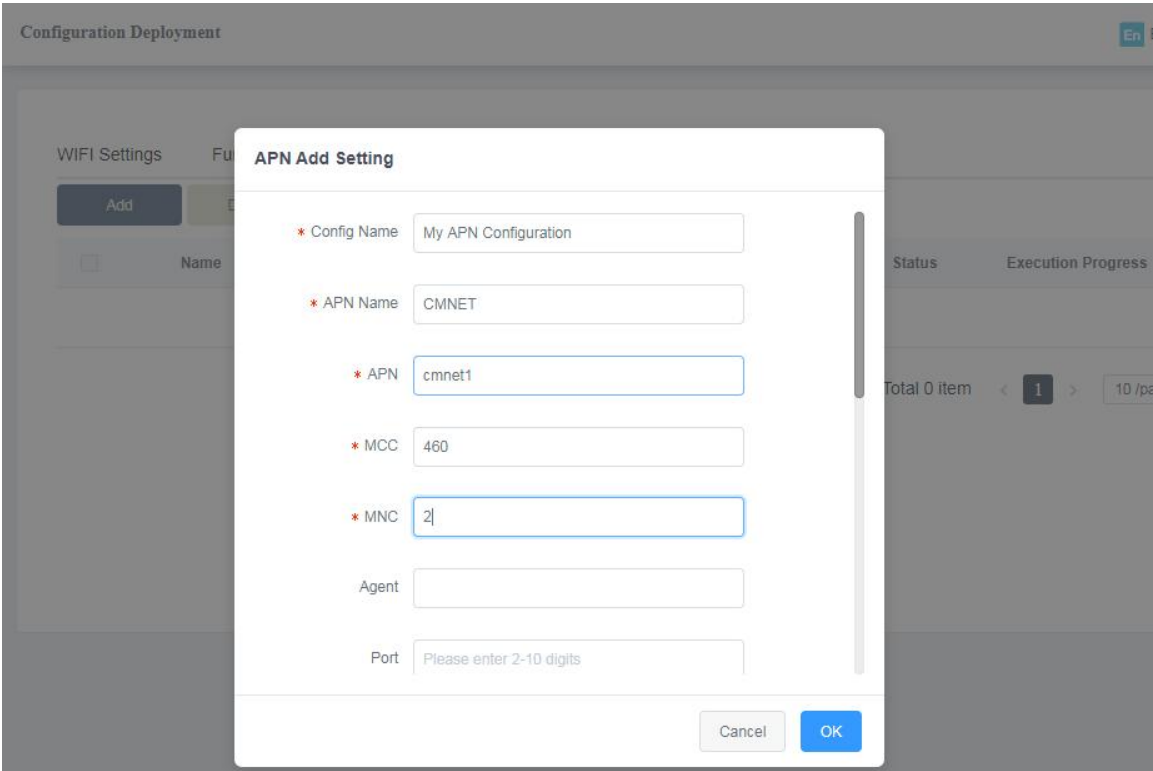 Configuration Deployment
En
WIFI Settings
APN Add Setting
Add
* Config Name My APN Configuration
Name
Status Execution Progress
* APN Name CMNET
* APN cmnet1
Total 0 item < 1 > 10 /pa
* MCC 460
* MNC 2
Agent
Port Please enter 2-10 digits
Cancel OK